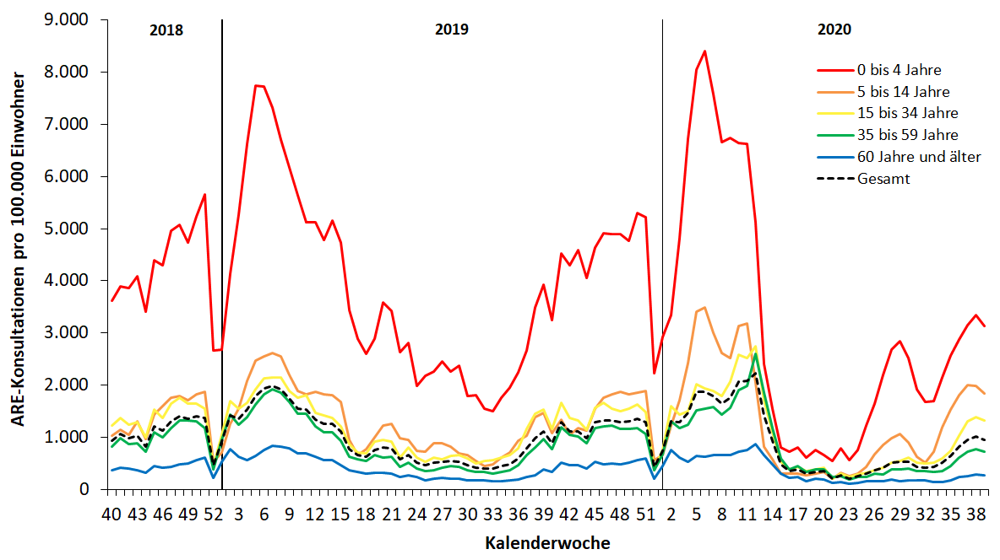 9.000
8.000
7.000
6.000
5.000
4.000
3.000
2.000
1.000
0
ARE-Konsultationen pro 100.000 Einwohner
2018 2019 2020
0 bis 4 Jahre
5 bis 14 Jahre
15 bis 34 Jahre
35 bis 59 Jahre
60 Jahre und älter
Gesamt
40 43 46 49 52 3 6 9 12 15 18 21 24 27 30 33 36 39 42 45 48 51 2 5 8 11 14 17 20 23 26 29 32 35 38
Kalenderwoche